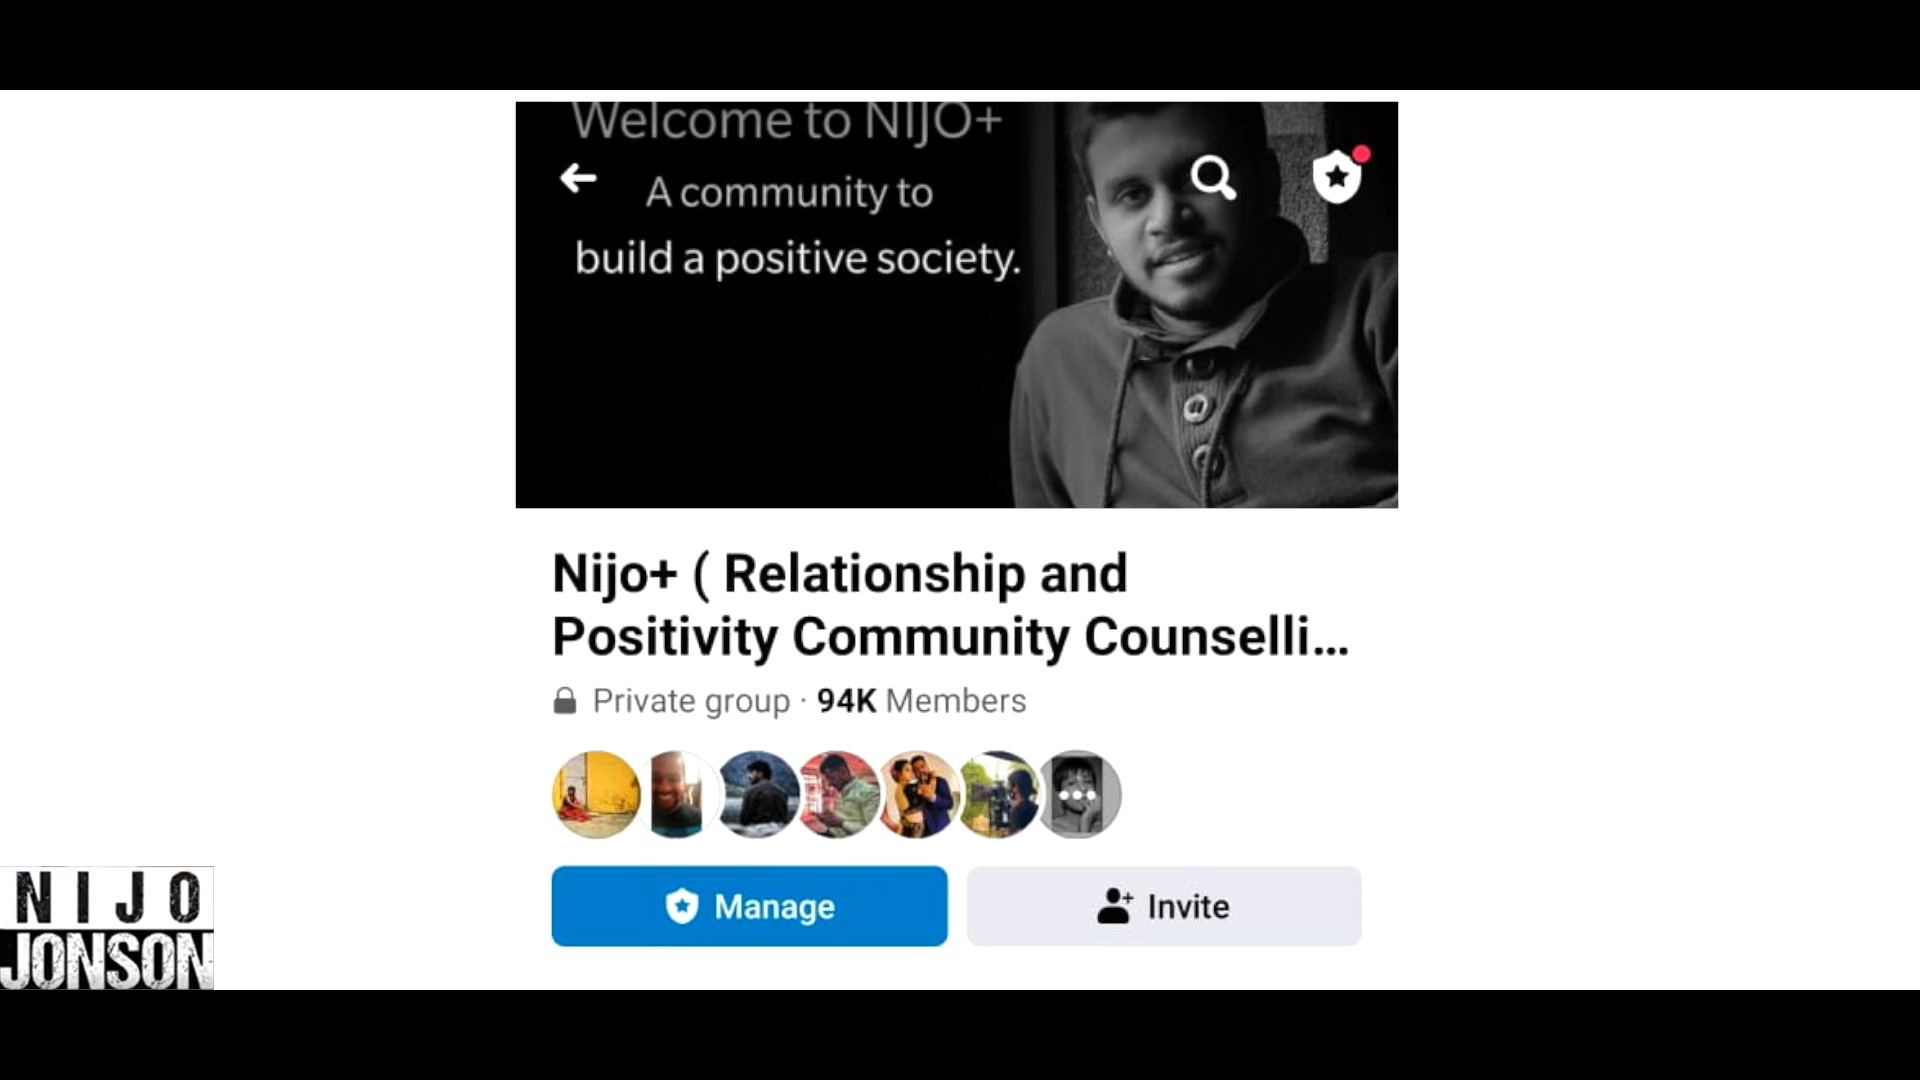 Welcome to NIJO+
A community to
build a positive society.
Nijo+ ( Relationship and
Positivity Community Counselli...
Private group · 94K Members
Manage
Invite
NIJO
JONSON